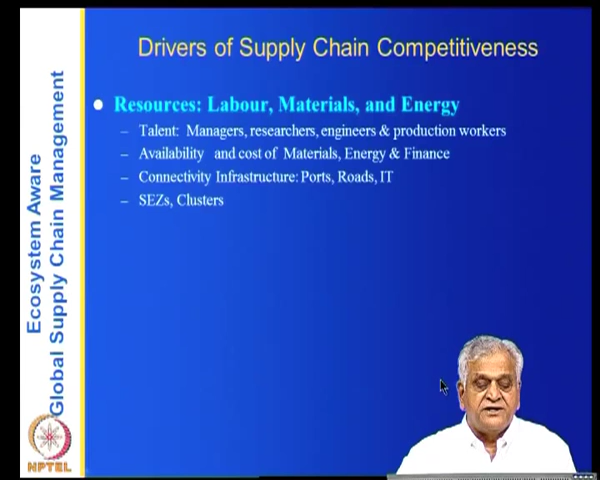 Drivers of Supply Chain Competitiveness
Resources: Labour, Materials, and Energy
– Talent: Managers, researchers, engineers & production workers
– Availability and cost of Materials, Energy & Finance
– Connectivity Infrastructure: Ports, Roads, IT
– SEZs, Clusters
Ecosystem Aware
Global Supply Chain Management
NPTEL